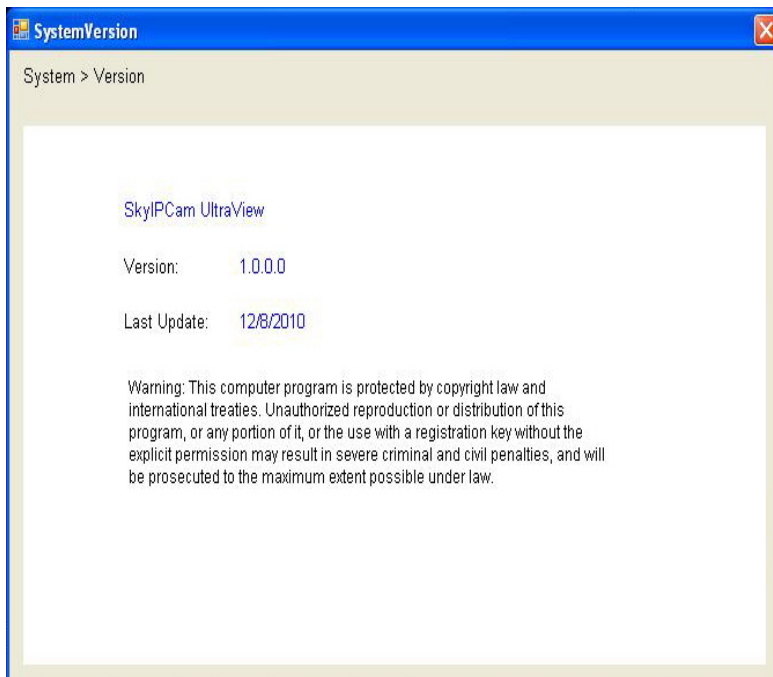 SystemVersion
System > Version
SkyIPCam UltraView
Version: 1.0.0.0
Last Update: 12/8/2010
Warning: This computer program is protected by copyright law and
international treaties. Unauthorized reproduction or distribution of this
program, or any portion of it, or the use with a registration key without the
explicit permission may result in severe criminal and civil penalties, and will
be prosecuted to the maximum extent possible under law.